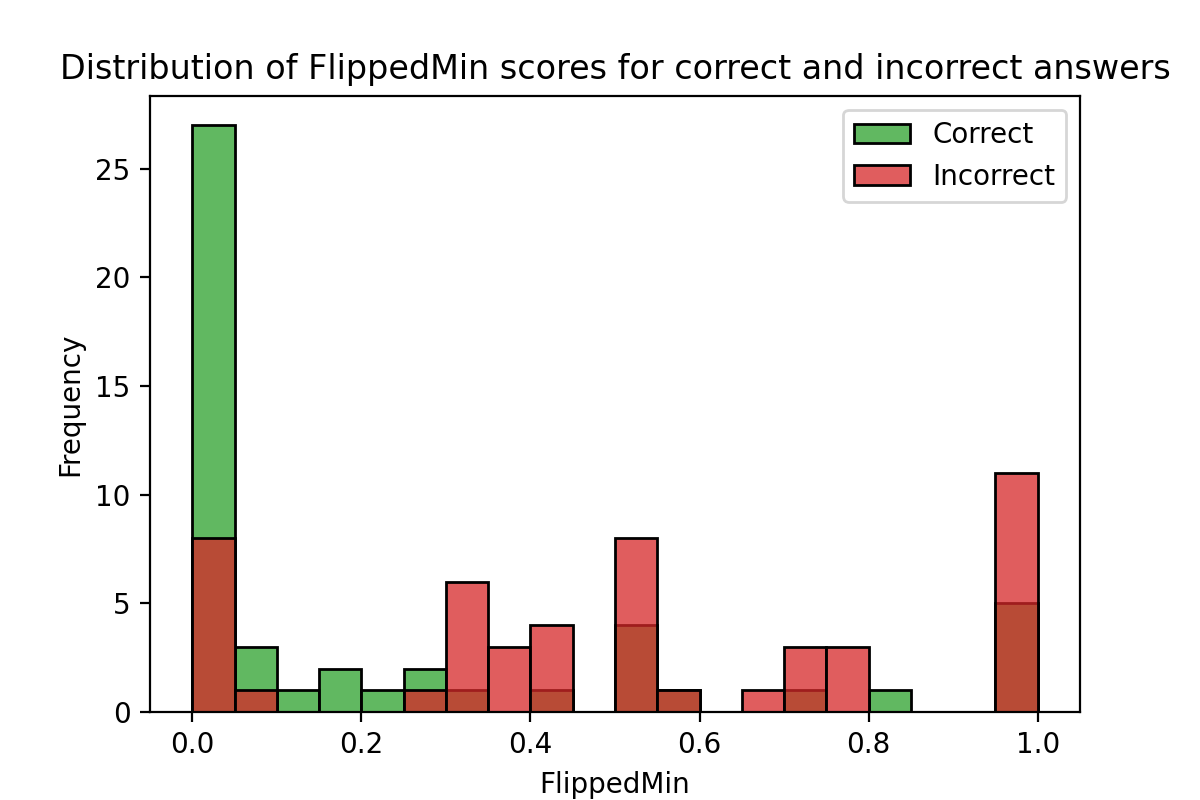 Distribution of FlippedMin scores for correct and incorrect answers
Correct
Incorrect
25
20
15
10
5
0
Frequency
0.0 0.2 0.4 0.6 0.8 1.0
FlippedMin